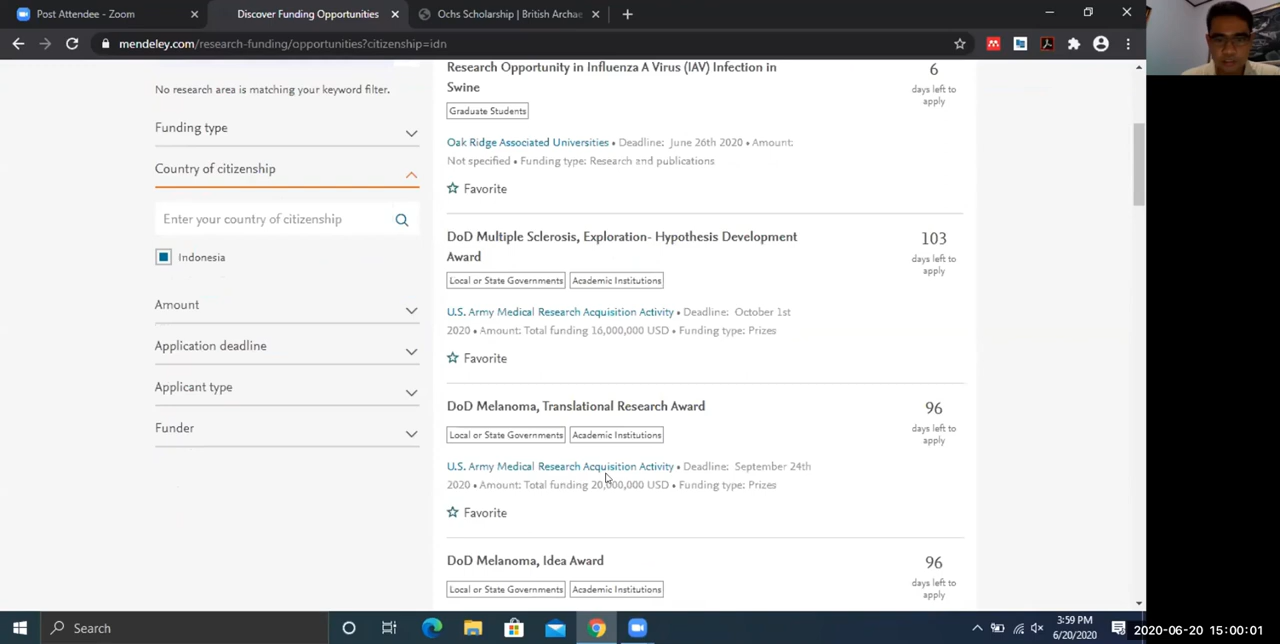 Post Attendee - Zoom
Discover Funding Opportunities
Ochs Scholarship | British Archae
mendeley.com/research-funding/opportunities?citizenship=idn
No research area is matching your keyword filter.
Funding type
Country of citizenship
Enter your country of citizenship
Indonesia
Amount
Application deadline
Applicant type
Funder
Research Opportunity in Influenza A Virus (IAV) Infection in
Swine
Graduate Students
Oak Ridge Associated Universities • Deadline: June 26th 2020 • Amount:
Not specified • Funding type: Research and publications
Favorite
6
days left to
apply
DoD Multiple Sclerosis, Exploration- Hypothesis Development
Award
Local or State Governments Academic Institutions
U.S. Army Medical Research Acquisition Activity • Deadline: October 1st
2020 • Amount: Total funding 16,000,000 USD • Funding type: Prizes
Favorite
103
days left to
apply
DoD Melanoma, Translational Research Award
Local or State Governments Academic Institutions
U.S. Army Medical Research Acquisition Activity • Deadline: September 24th
2020 • Amount: Total funding 20,000,000 USD • Funding type: Prizes
Favorite
96
days left to
apply
DoD Melanoma, Idea Award
Local or State Governments Academic Institutions
96
days left to
apply
Search
3:59 PM
6/20/2020
2020-06-20 15:00:01